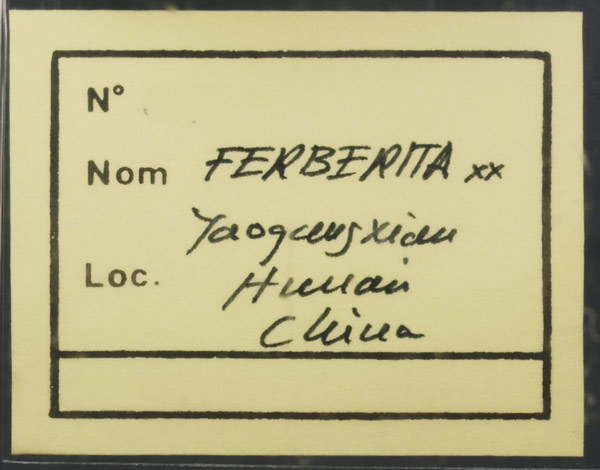 N°
Nom FERBERITA xx
Yaogangxian
Loc. Hunan
China